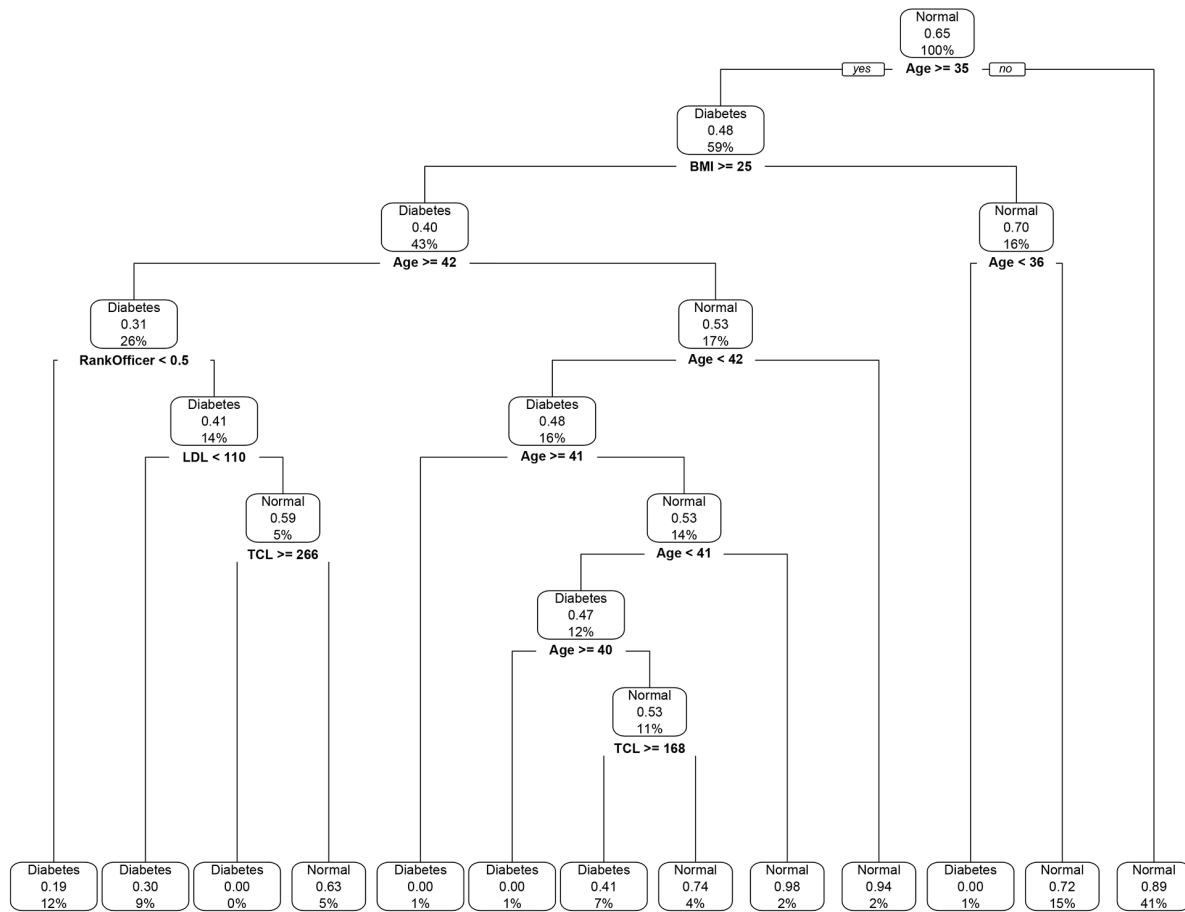 Normal
0.65
100%
yes Age >= 35 no
Diabetes
0.48
59%
BMI >= 25
Diabetes
0.40
43%
Age >= 42
Normal
0.70
16%
Age < 36
Diabetes
0.31
26%
RankOfficer < 0.5
Normal
0.53
17%
Age < 42
Diabetes
0.41
14%
LDL < 110
Diabetes
0.48
16%
Age >= 41
Normal
0.59
5%
TCL >= 266
Normal
0.53
14%
Age < 41
Diabetes
0.47
12%
Age >= 40
Normal
0.53
11%
TCL >= 168
Diabetes
0.19
12%
Diabetes
0.30
9%
Diabetes
0.00
0%
Normal
0.63
5%
Diabetes
0.00
1%
Diabetes
0.00
1%
Diabetes
0.41
7%
Normal
0.74
4%
Normal
0.98
2%
Normal
0.94
2%
Diabetes
0.00
1%
Normal
0.72
15%
Normal
0.89
41%